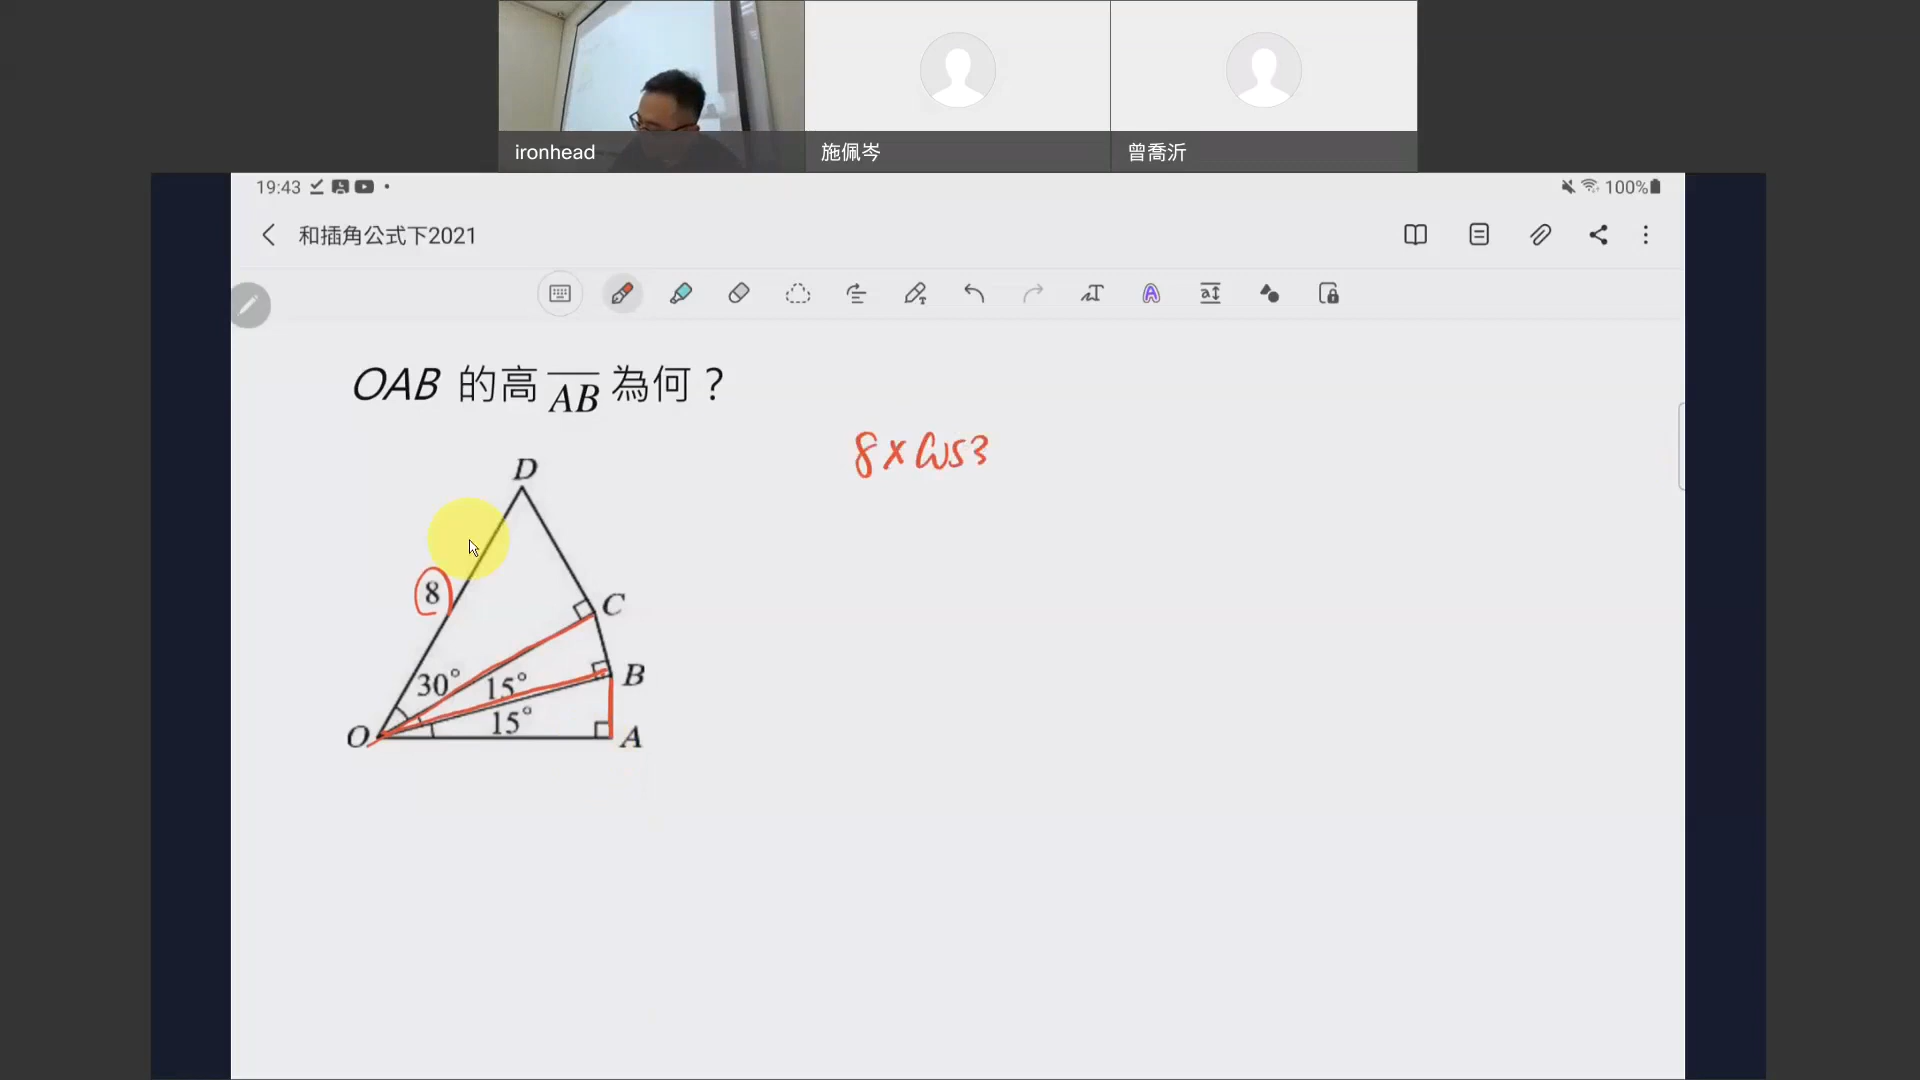 ironhead
施佩岑
曾喬沂
19:43
100%
和插角公式下2021
OAB 的高 AB 為何？
8×cos3
D
8
C
30°
15°
B
15°
O
A